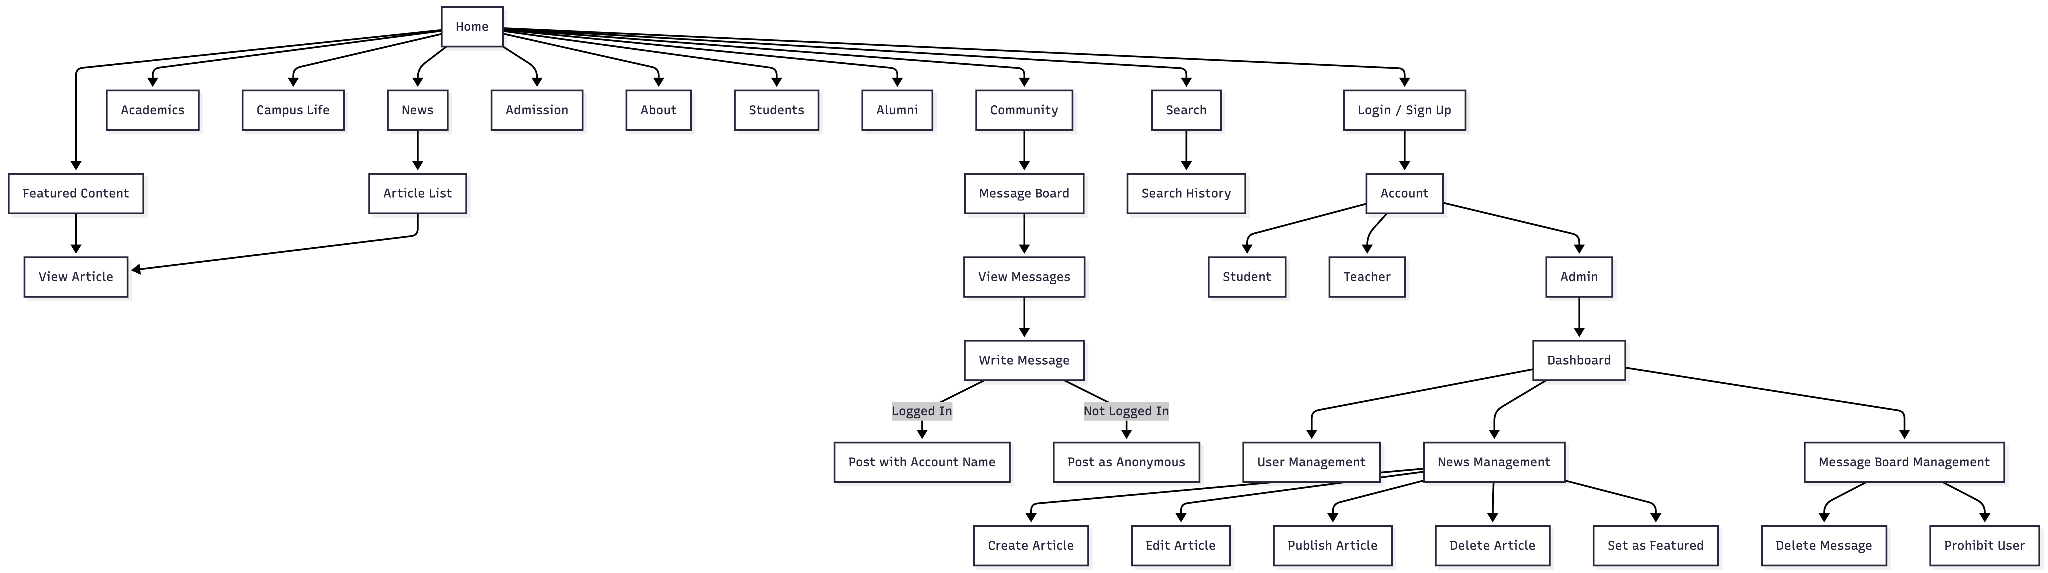 Home
Academics
Campus Life
News
Admission
About
Students
Alumni
Community
Search
Login / Sign Up
Featured Content
Article List
Message Board
Search History
Account
View Article
View Messages
Student
Teacher
Admin
Write Message
Dashboard
Logged In
Not Logged In
Post with Account Name
Post as Anonymous
User Management
News Management
Message Board Management
Create Article
Edit Article
Publish Article
Delete Article
Set as Featured
Delete Message
Prohibit User